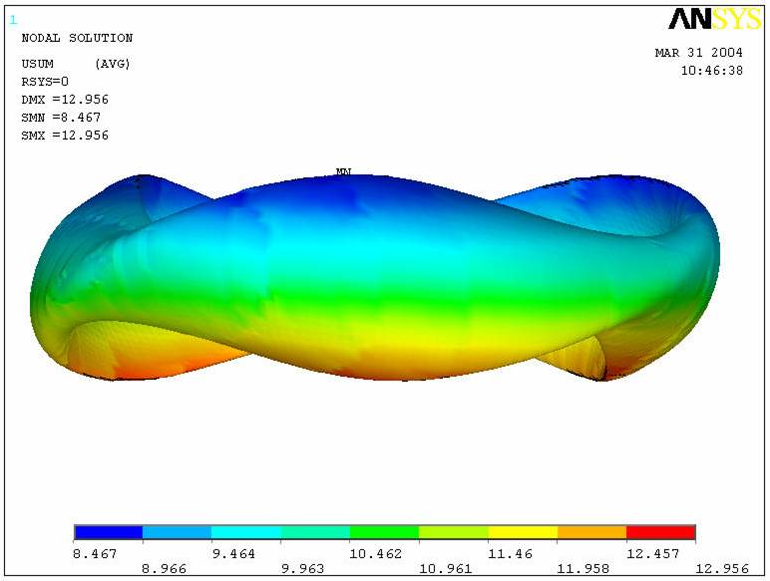 1
ANSYS
NODAL SOLUTION
MAR 31 2004
10:46:38
USUM (AVG)
RSYS=0
DMX =12.956
SMN =8.467
SMX =12.956
MN
8.467 9.464 10.462 11.46 12.457
8.966 9.963 10.961 11.958 12.956